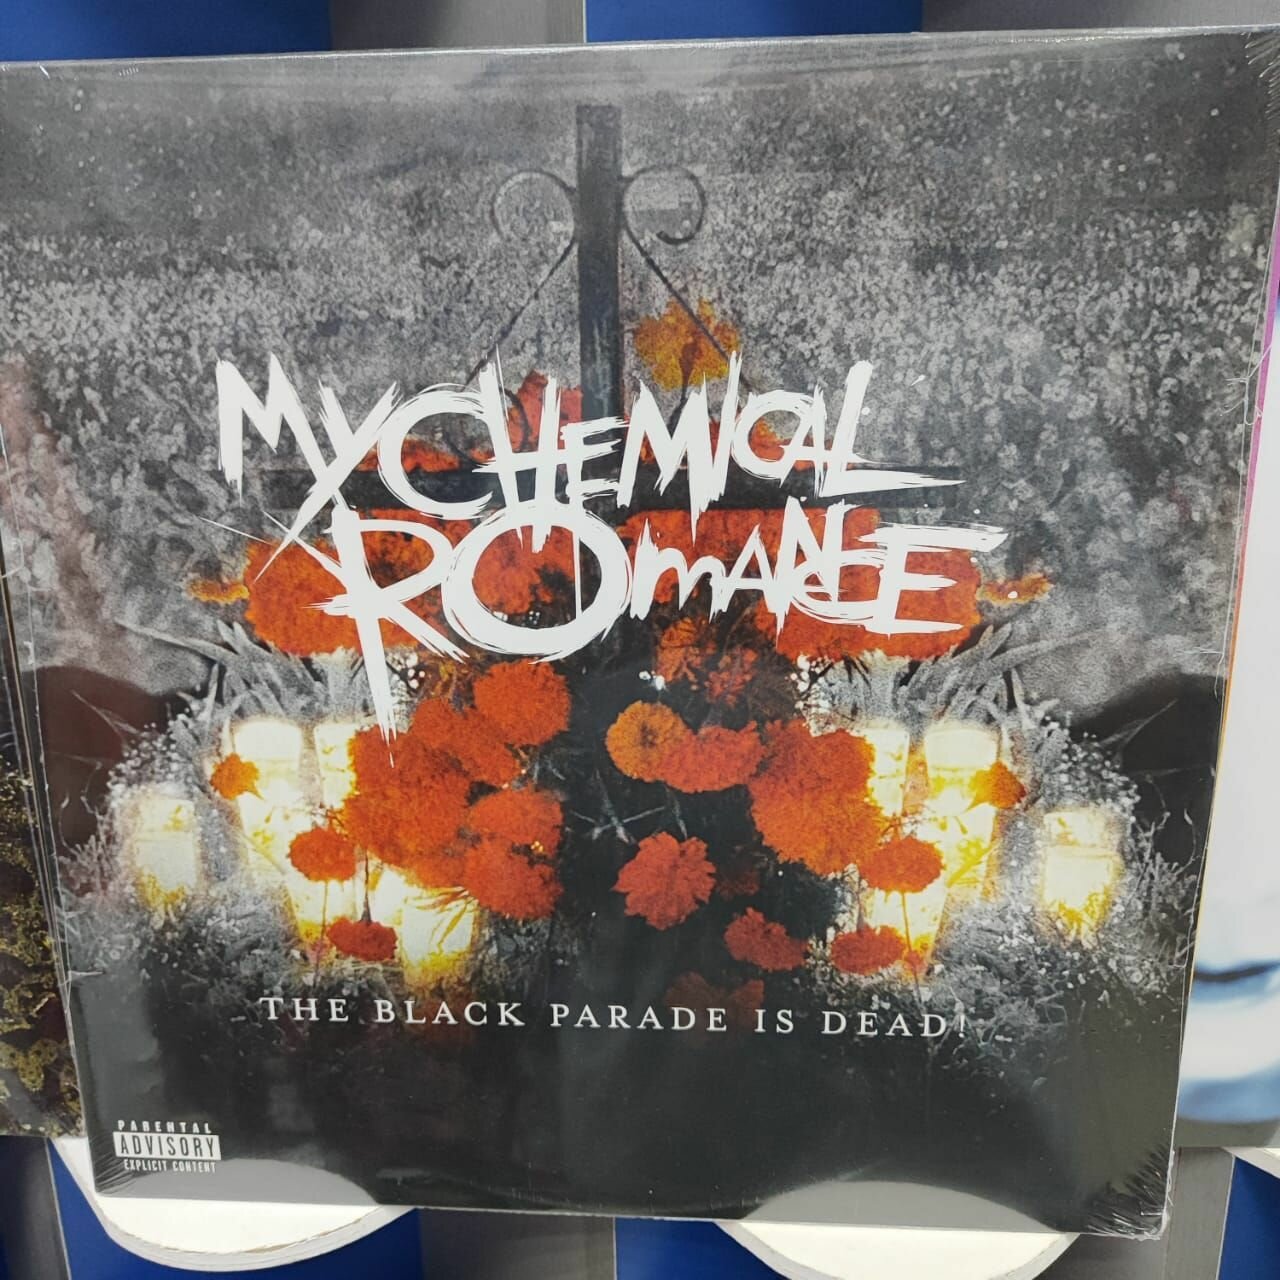 MY CHEMICAL
ROMANCE
THE BLACK PARADE IS DEAD!
PARENTAL
ADVISORY
EXPLICIT CONTENT